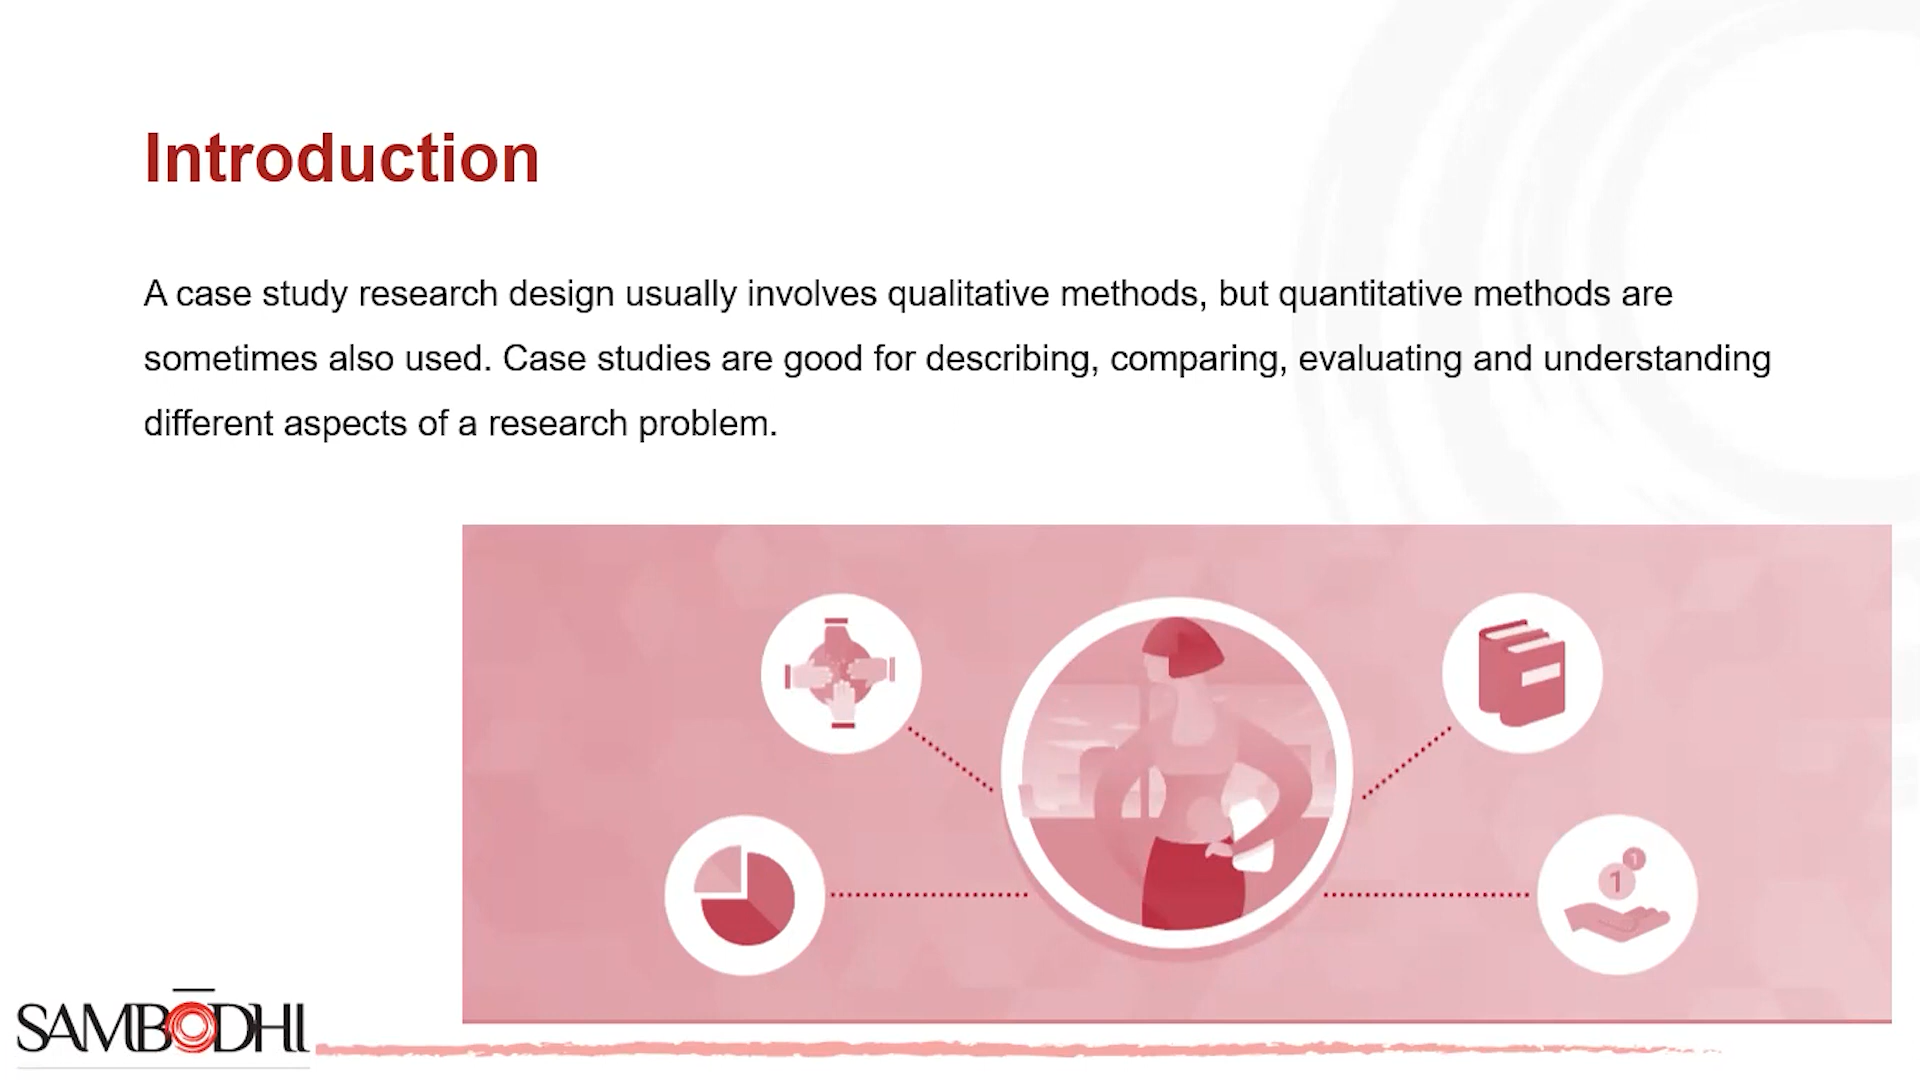 Introduction
A case study research design usually involves qualitative methods, but quantitative methods are
sometimes also used. Case studies are good for describing, comparing, evaluating and understanding
different aspects of a research problem.
1
1
SAMBŌDHI